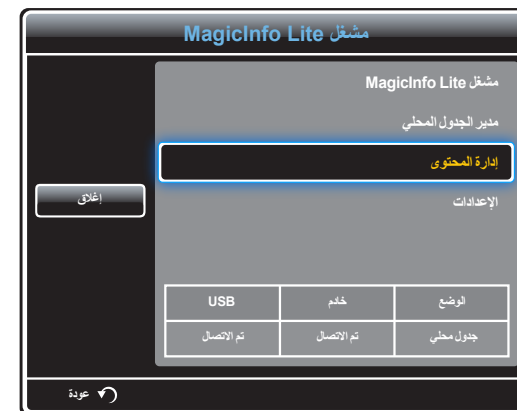 مشغل MagicInfo Lite
مشغل MagicInfo Lite
مدير الجدول المحلي
إدارة المحتوى
الإعدادات
إغلاق
الوضع خادم USB
جدول محلي تم الاتصال تم الاتصال
عودة